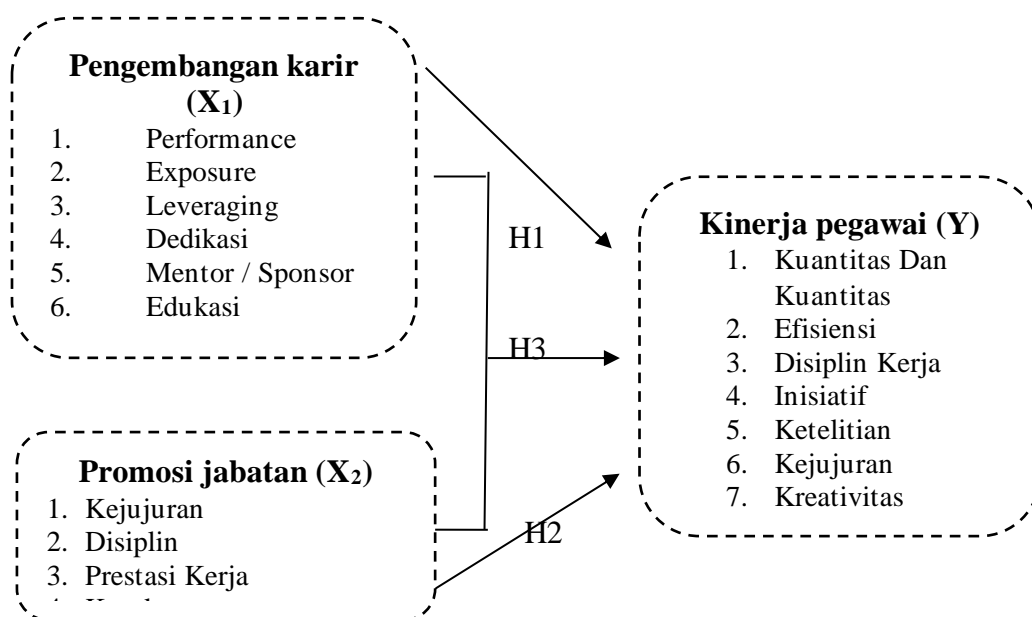 Pengembangan karir
(X₁)
1. Performance
2. Exposure
3. Leveraging
4. Dedikasi
5. Mentor / Sponsor
6. Edukasi
H1
H3
H2
Promosi jabatan (X₂)
1. Kejujuran
2. Disiplin
3. Prestasi Kerja
Kinerja pegawai (Y)
1. Kuantitas Dan
Kuantitas
2. Efisiensi
3. Disiplin Kerja
4. Inisiatif
5. Ketelitian
6. Kejujuran
7. Kreativitas